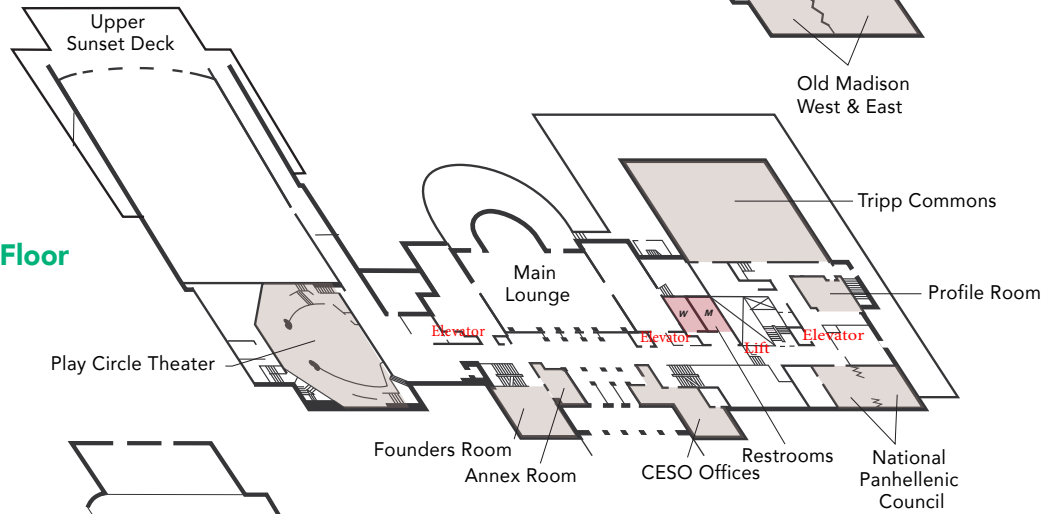 Upper
Sunset Deck
Old Madison
West & East
Tripp Commons
Floor
Main
Lounge
Profile Room
W
M
Elevator
Elevator
Lift
Elevator
Play Circle Theater
Founders Room
Annex Room
CESO Offices
Restrooms
National
Panhellenic
Council